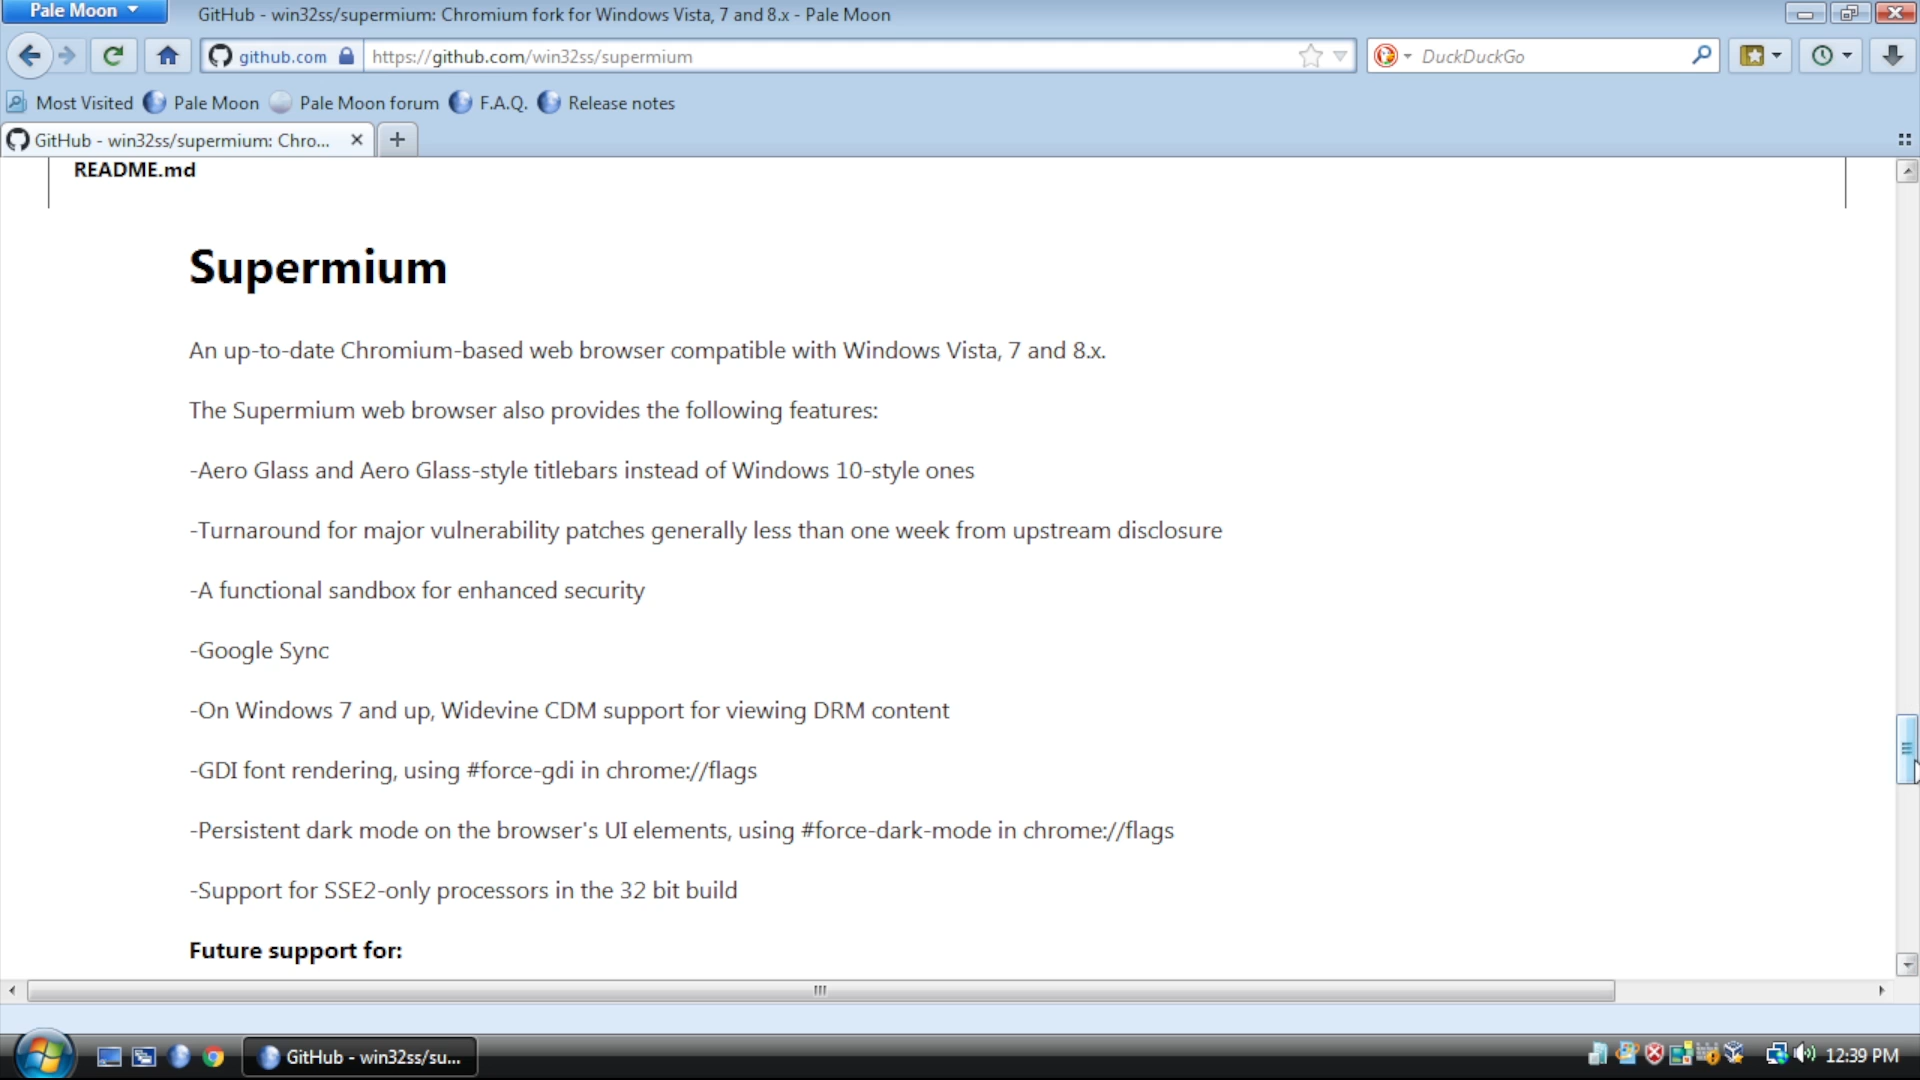 Pale Moon
GitHub - win32ss/supermium: Chromium fork for Windows Vista, 7 and 8.x - Pale Moon
github.com
https://github.com/win32ss/supermium
DuckDuckGo
Most Visited
Pale Moon
Pale Moon forum
F.A.Q.
Release notes
GitHub - win32ss/supermium: Chro...
README.md
Supermium
An up-to-date Chromium-based web browser compatible with Windows Vista, 7 and 8.x.
The Supermium web browser also provides the following features:
-Aero Glass and Aero Glass-style titlebars instead of Windows 10-style ones
-Turnaround for major vulnerability patches generally less than one week from upstream disclosure
-A functional sandbox for enhanced security
-Google Sync
-On Windows 7 and up, Widevine CDM support for viewing DRM content
-GDI font rendering, using #force-gdi in chrome://flags
-Persistent dark mode on the browser's UI elements, using #force-dark-mode in chrome://flags
-Support for SSE2-only processors in the 32 bit build
Future support for:
GitHub - win32ss/su...
12:39 PM